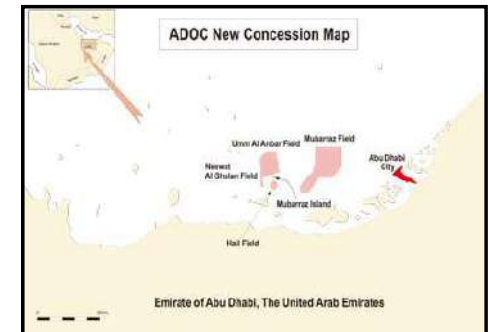 ADOC New Concession Map
Umm Al Anbar Field
Mubarraz Field
Abu Dhabi
City
Neewat
Al Ghalan Field
Mubarraz Island
Hail Field
Emirate of Abu Dhabi, The United Arab Emirates